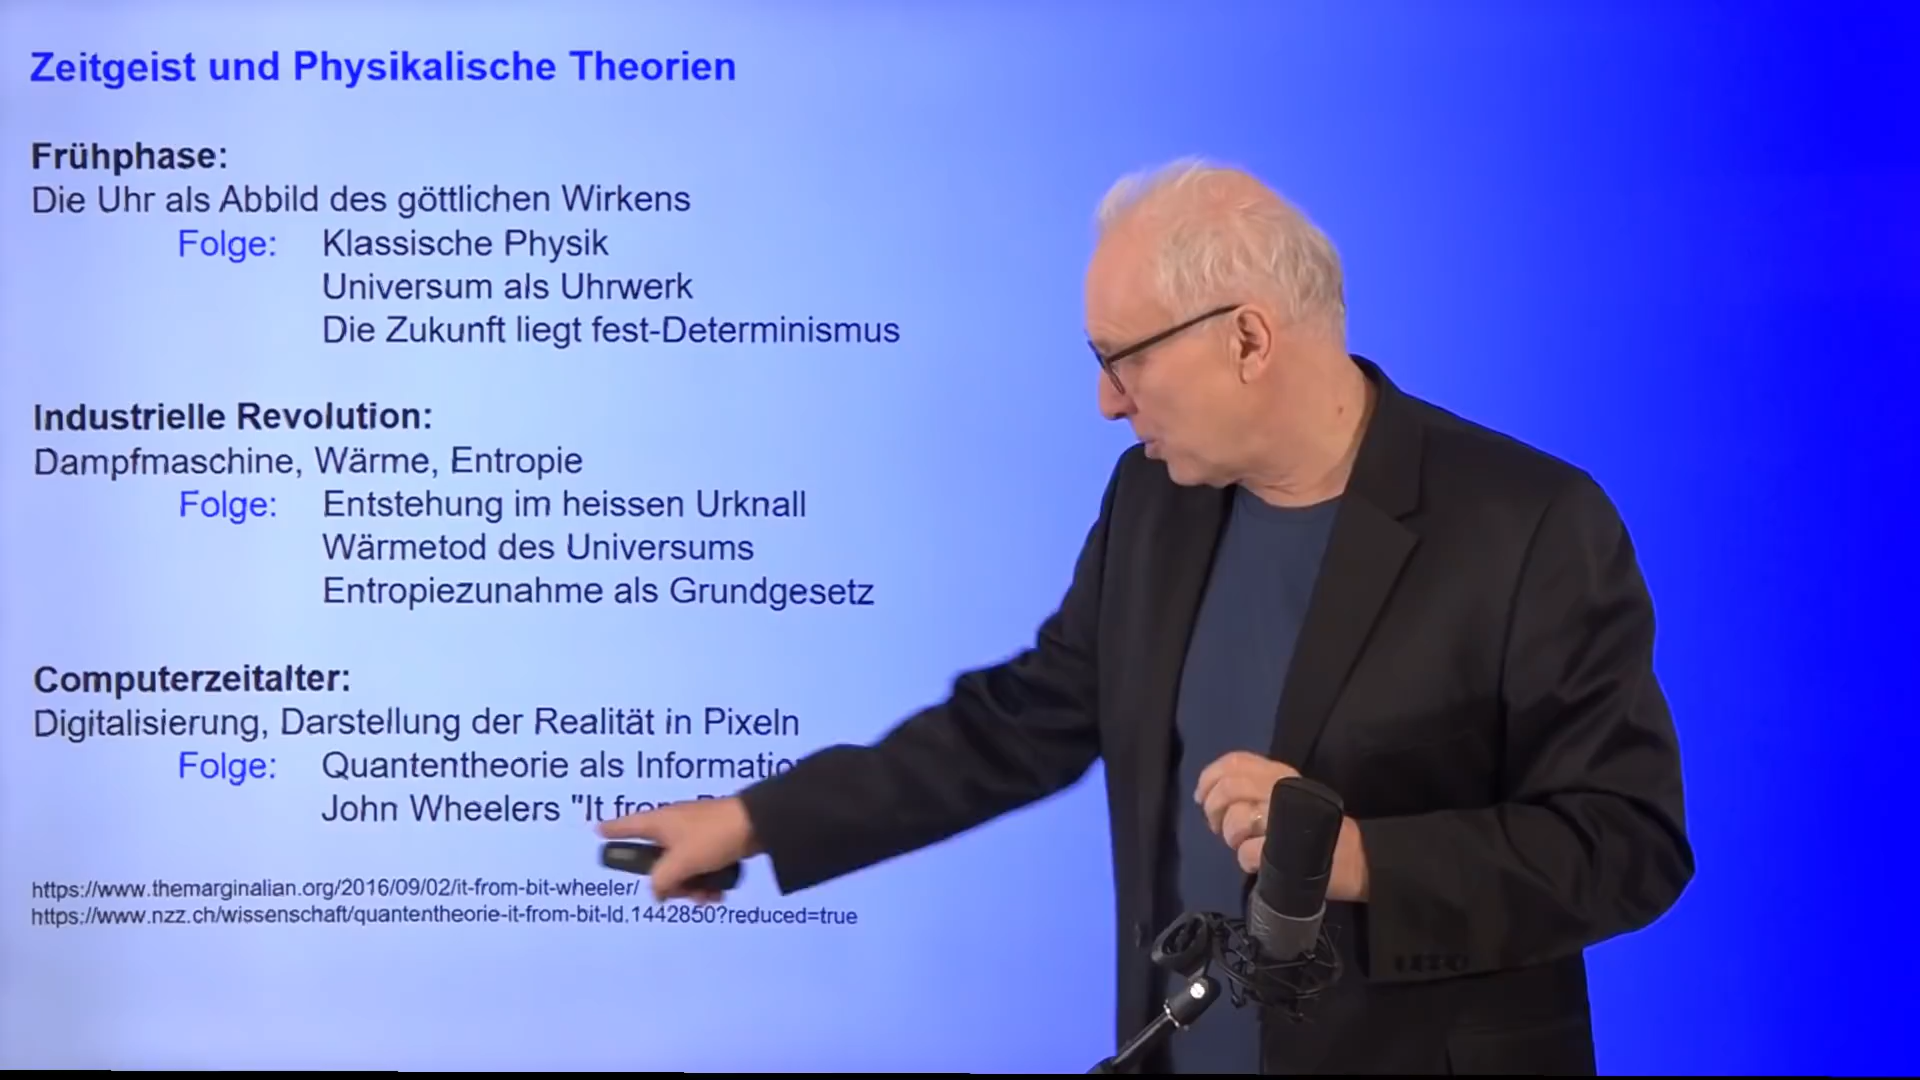 Zeitgeist und Physikalische Theorien
Frühphase:
Die Uhr als Abbild des göttlichen Wirkens
Folge: Klassische Physik
Universum als Uhrwerk
Die Zukunft liegt fest-Determinismus
Industrielle Revolution:
Dampfmaschine, Wärme, Entropie
Folge: Entstehung im heissen Urknall
Wärmetod des Universums
Entropiezunahme als Grundgesetz
Computerzeitalter:
Digitalisierung, Darstellung der Realität in Pixeln
Folge: Quantentheorie als
John Wheelers "It
https://www.themarginalian.org/2016/09/02/it-from-bit-wheeler/
https://www.nzz.ch/wissenschaft/quantentheorie-it-from-bit-ld.1442850?reduced=true